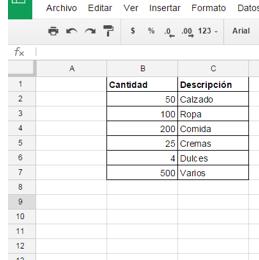 Archivo Editar Ver Insertar Formato Datos
$ % .0 .00 123 Arial
fx
A B C
1 Cantidad Descripción
2 50 Calzado
3 100 Ropa
4 200 Comida
5 25 Cremas
6 4 Dulces
7 500 Varios
8
9
10
11
12
13